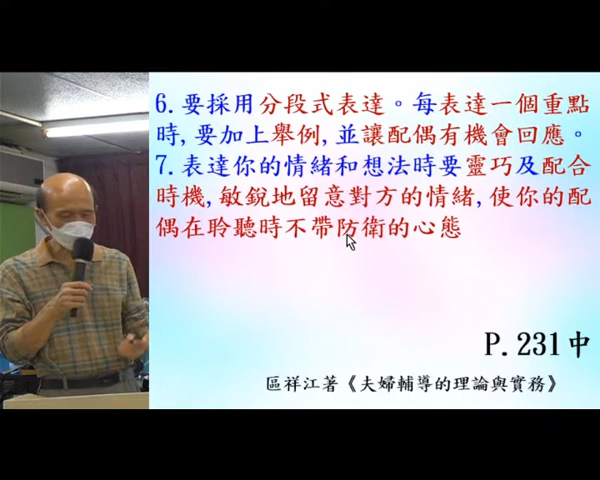 6.要採用分段式表達。每表達一個重點
時,要加上舉例,並讓配偶有機會回應。
7.表達你的情緒和想法時要靈巧及配合
時機,敏銳地留意對方的情緒,使你的配
偶在聆聽時不帶防衛的心態
P.231中
區祥江著《夫婦輔導的理論與實務》